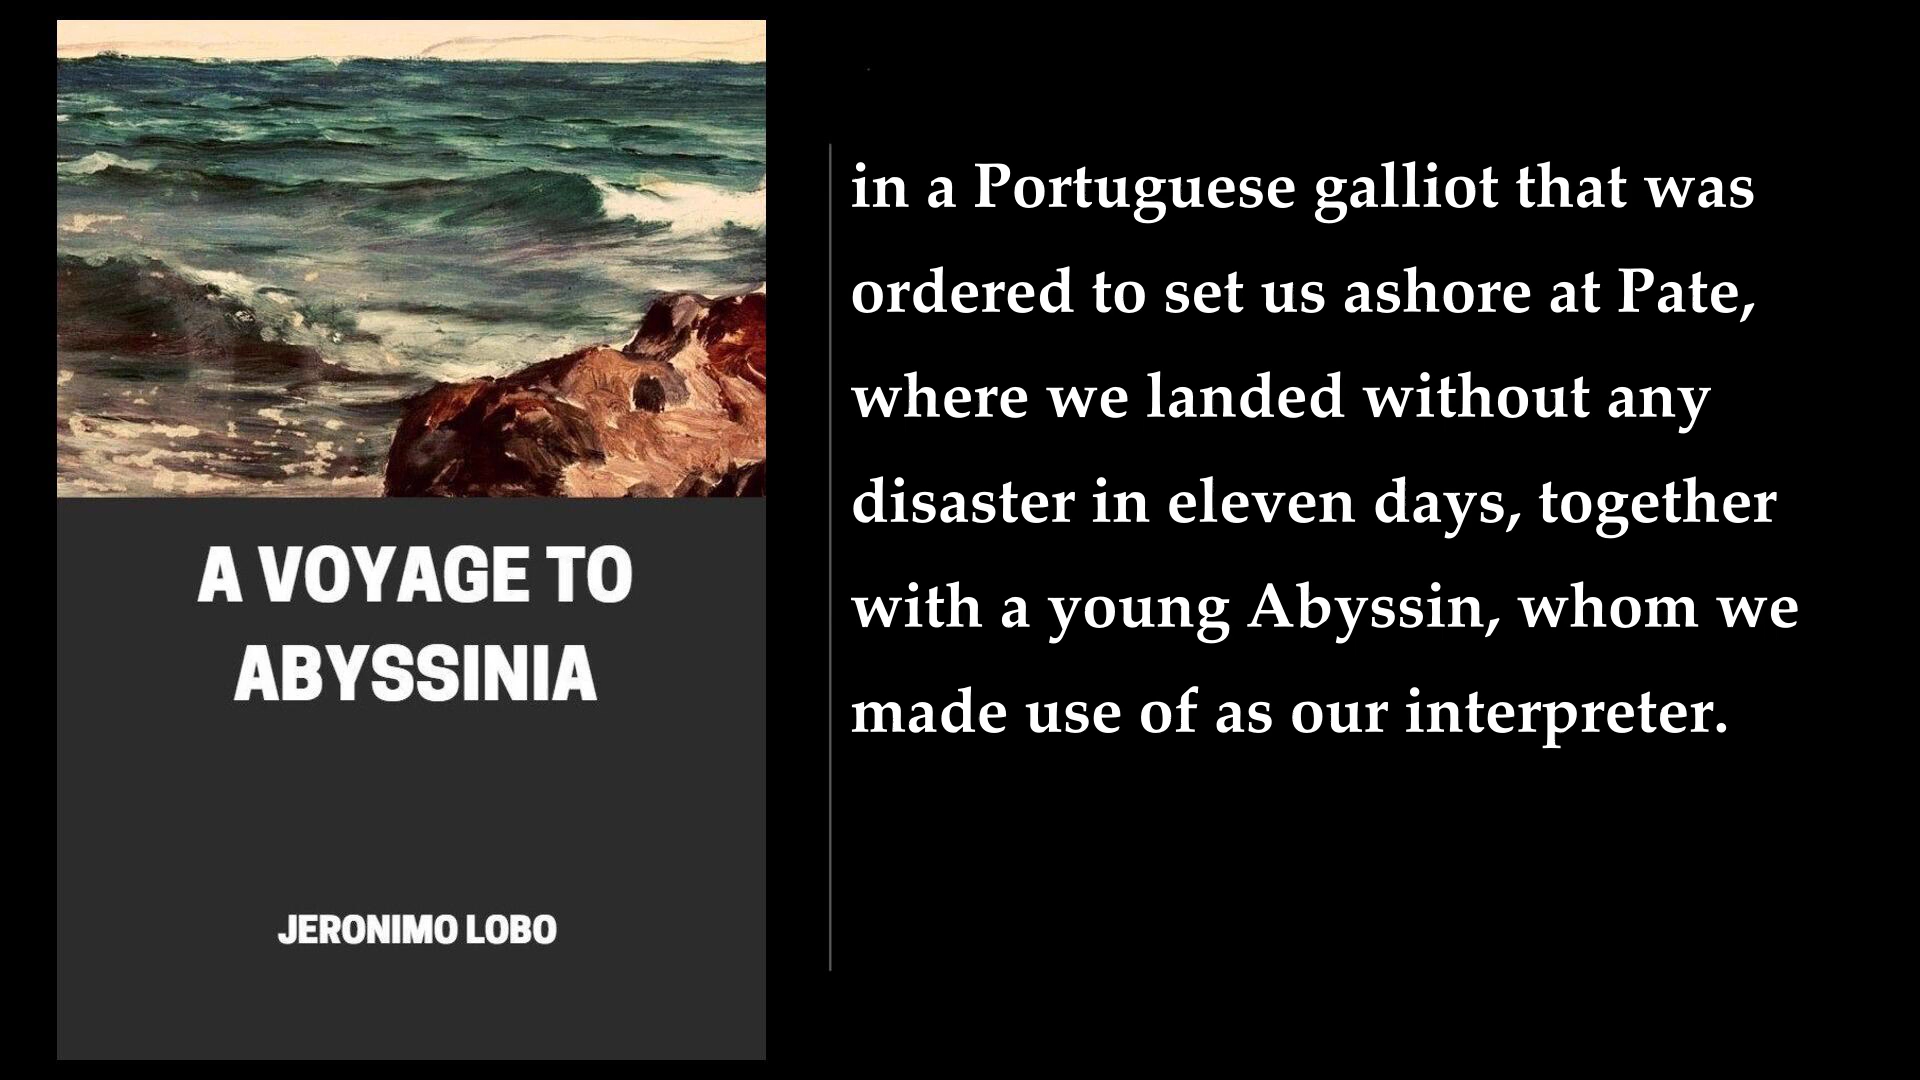 A VOYAGE TO
ABYSSINIA
JERONIMO LOBO
in a Portuguese galliot that was
ordered to set us ashore at Pate,
where we landed without any
disaster in eleven days, together
with a young Abyssin, whom we
made use of as our interpreter.